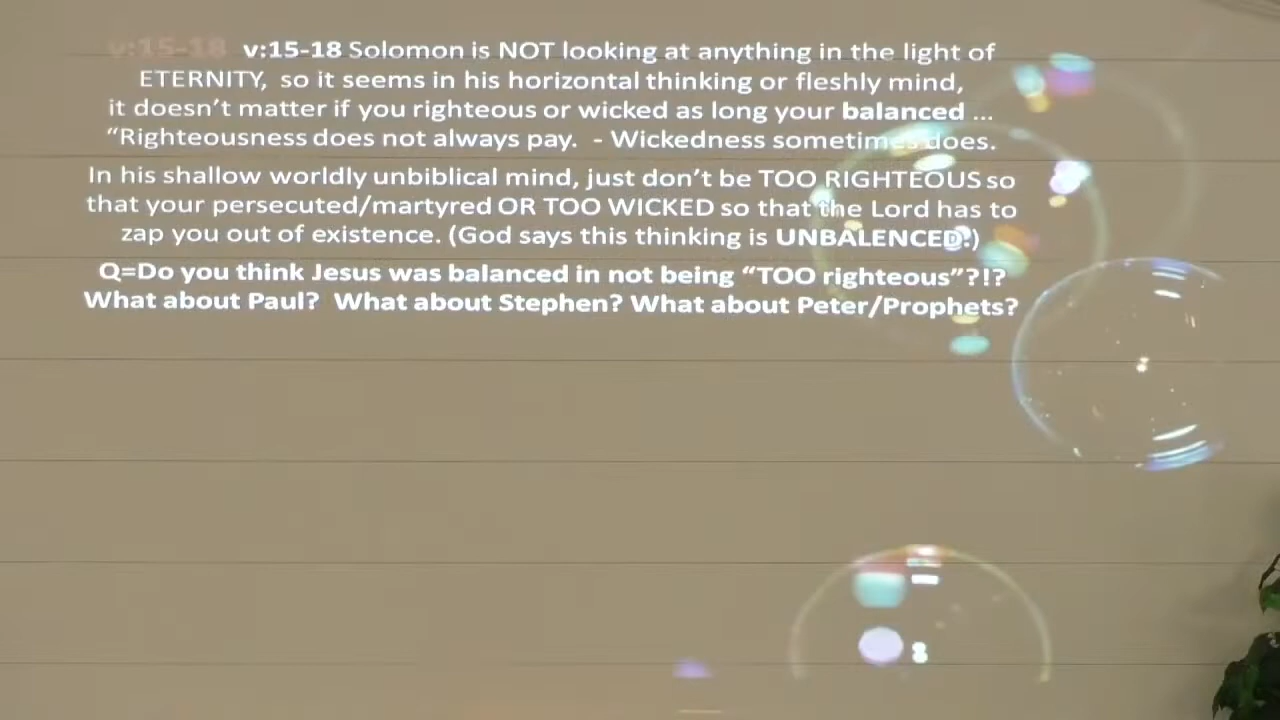 v:15-18 v:15-18 Solomon is NOT looking at anything in the light of
ETERNITY, so it seems in his horizontal thinking or fleshly mind,
it doesn't matter if you righteous or wicked as long your balanced ...
“Righteousness does not always pay. - Wickedness sometimes does.
In his shallow worldly unbiblical mind, just don't be TOO RIGHTEOUS so
that your persecuted/martyred OR TOO WICKED so that the Lord has to
zap you out of existence. (God says this thinking is UNBALENCED!)
Q=Do you think Jesus was balanced in not being “TOO righteous”?!?
What about Paul? What about Stephen? What about Peter/Prophets?